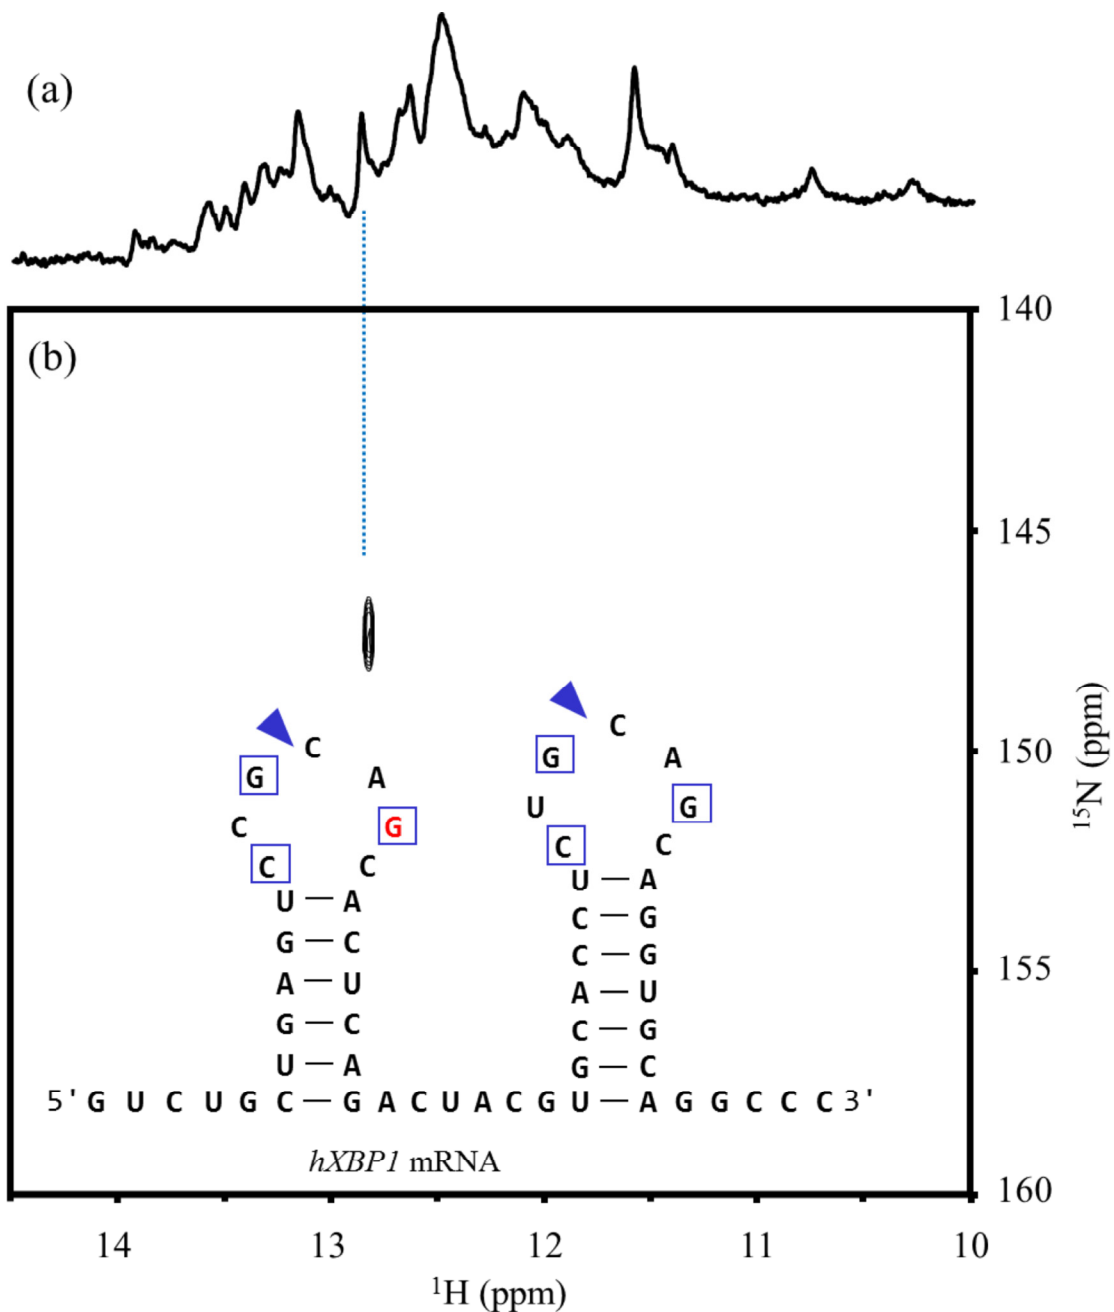 (a)
(b)
140
145
150
155
160
¹⁵N (ppm)
C
G
A
C
G
C
C
U — A
G — C
A — U
G — C
U — A
C
G
A
U
G
C
C
U — A
C — G
C — G
A — U
C — G
G — C
5' G U C U G C — G A C U A C G U — A G G C C C 3'
hXBP1 mRNA
14 13 12 11 10
¹H (ppm)